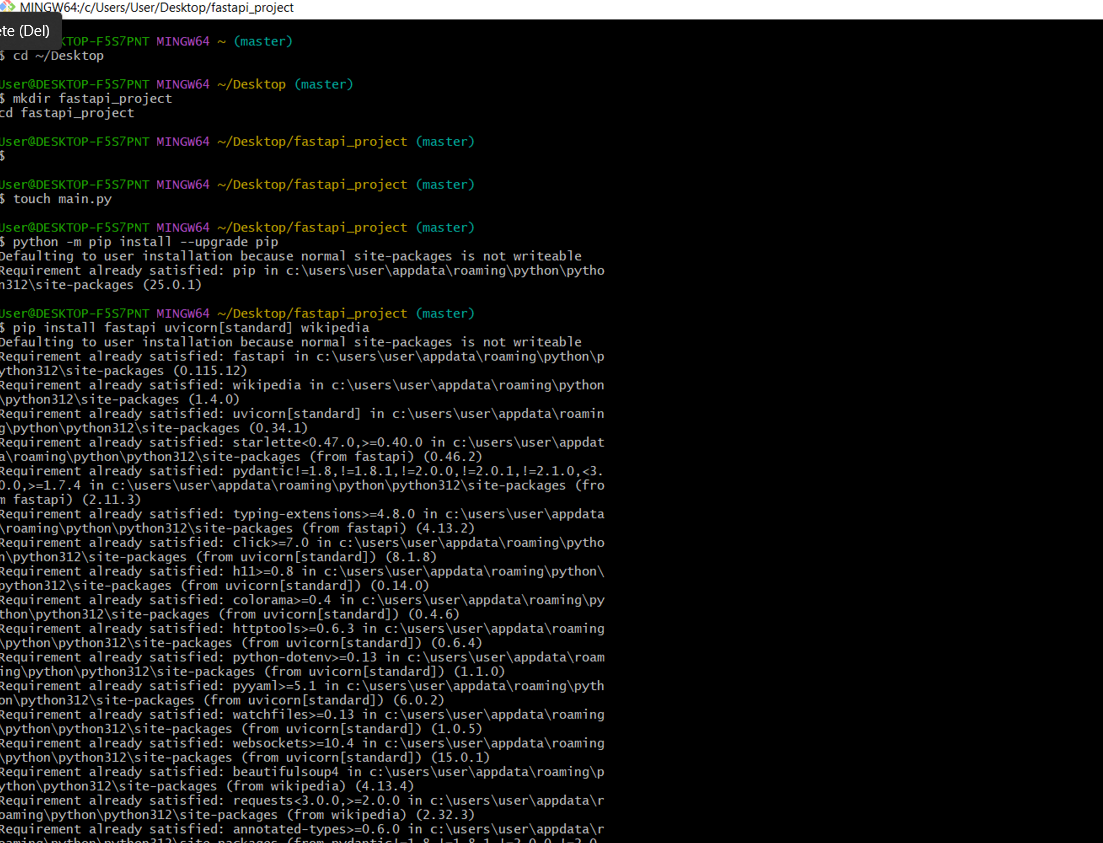 MINGW64:/c/Users/User/Desktop/fastapi_project
ete (Del)
KTOP-F5S7PNT MINGW64 ~ (master)
$ cd ~/Desktop
User@DESKTOP-F5S7PNT MINGW64 ~/Desktop (master)
$ mkdir fastapi_project
cd fastapi_project
User@DESKTOP-F5S7PNT MINGW64 ~/Desktop/fastapi_project (master)
$
User@DESKTOP-F5S7PNT MINGW64 ~/Desktop/fastapi_project (master)
$ touch main.py
User@DESKTOP-F5S7PNT MINGW64 ~/Desktop/fastapi_project (master)
$ python -m pip install --upgrade pip
Defaulting to user installation because normal site-packages is not writeable
Requirement already satisfied: pip in c:\users\user\appdata\roaming\python\pytho
n312\site-packages (25.0.1)
User@DESKTOP-F5S7PNT MINGW64 ~/Desktop/fastapi_project (master)
$ pip install fastapi uvicorn[standard] wikipedia
Defaulting to user installation because normal site-packages is not writeable
Requirement already satisfied: fastapi in c:\users\user\appdata\roaming\python\p
ython312\site-packages (0.115.12)
Requirement already satisfied: wikipedia in c:\users\user\appdata\roaming\python
\python312\site-packages (1.4.0)
Requirement already satisfied: uvicorn[standard] in c:\users\user\appdata\roamin
g\python\python312\site-packages (0.34.1)
Requirement already satisfied: starlette<0.47.0,>=0.40.0 in c:\users\user\appdat
a\roaming\python\python312\site-packages (from fastapi) (0.46.2)
Requirement already satisfied: pydantic!=1.8,!=1.8.1,!=2.0.0,!=2.0.1,!=2.1.0,<3.
0.0,>=1.7.4 in c:\users\user\appdata\roaming\python\python312\site-packages (fro
m fastapi) (2.11.3)
Requirement already satisfied: typing-extensions>=4.8.0 in c:\users\user\appdata
\roaming\python\python312\site-packages (from fastapi) (4.13.2)
Requirement already satisfied: click>=7.0 in c:\users\user\appdata\roaming\pytho
n\python312\site-packages (from uvicorn[standard]) (8.1.8)
Requirement already satisfied: h11>=0.8 in c:\users\user\appdata\roaming\python\
python312\site-packages (from uvicorn[standard]) (0.14.0)
Requirement already satisfied: colorama>=0.4 in c:\users\user\appdata\roaming\py
thon\python312\site-packages (from uvicorn[standard]) (0.4.6)
Requirement already satisfied: httptools>=0.6.3 in c:\users\user\appdata\roaming
\python\python312\site-packages (from uvicorn[standard]) (0.6.4)
Requirement already satisfied: python-dotenv>=0.13 in c:\users\user\appdata\roam
ing\python\python312\site-packages (from uvicorn[standard]) (1.1.0)
Requirement already satisfied: pyyaml>=5.1 in c:\users\user\appdata\roaming\pyth
on\python312\site-packages (from uvicorn[standard]) (6.0.2)
Requirement already satisfied: watchfiles>=0.13 in c:\users\user\appdata\roaming
\python\python312\site-packages (from uvicorn[standard]) (1.0.5)
Requirement already satisfied: websockets>=10.4 in c:\users\user\appdata\roaming
\python\python312\site-packages (from uvicorn[standard]) (15.0.1)
Requirement already satisfied: beautifulsoup4 in c:\users\user\appdata\roaming\p
ython\python312\site-packages (from wikipedia) (4.13.4)
Requirement already satisfied: requests<3.0.0,>=2.0.0 in c:\users\user\appdata\r
oaming\python\python312\site-packages (from wikipedia) (2.32.3)
Requirement already satisfied: annotated-types>=0.6.0 in c:\users\user\appdata\r
oaming\python\python312\site-packages (from pydantic!=1.8,!=1.8.1,!=2.0.0,!=2.0